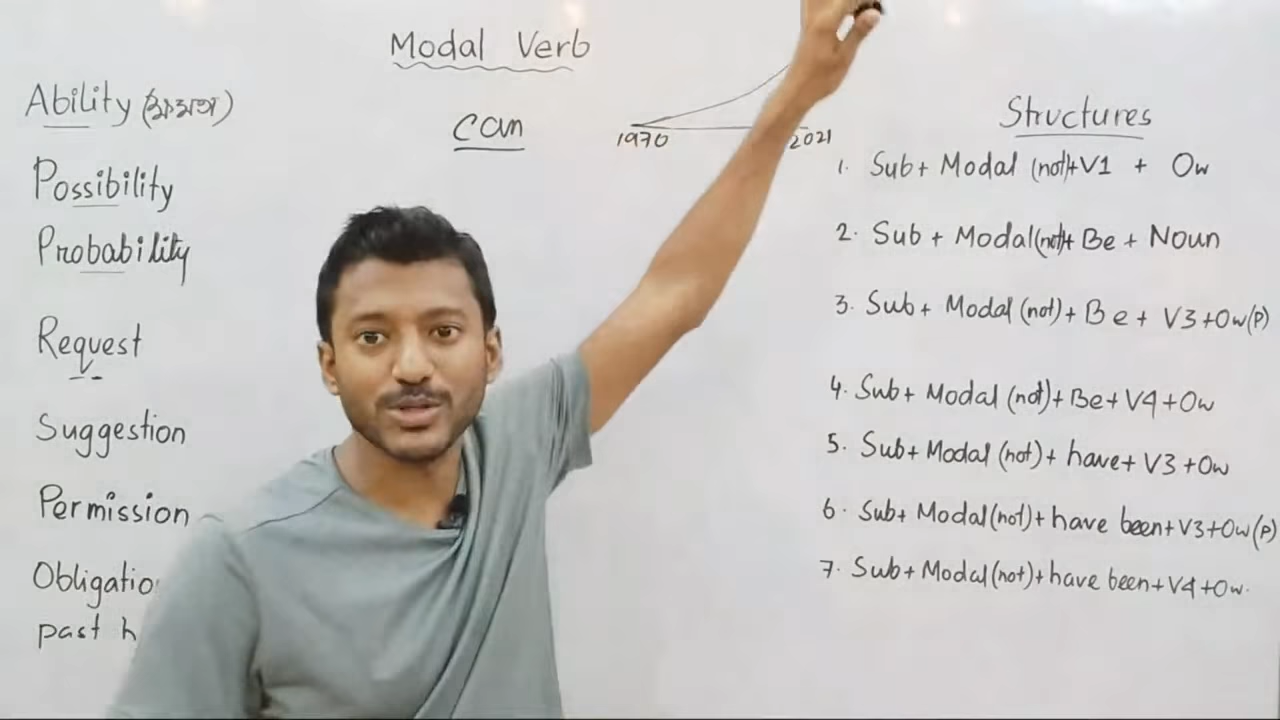 Modal Verb
Ability (ক্ষমতা)
Possibility
Probability
Request
Suggestion
Permission
Obligatio
past h
can
1970
2021
Structures
1. Sub + Modal (not)+V1 + Ow
2. Sub + Modal(not)+ Be + Noun
3. Sub + Modal (not) + Be + V3+Ow(P)
4. Sub+ Modal (not)+ Be+ V4+Ow
5. Sub+ Modal (not) + have+ V3 +Ow
6. Sub+ Modal(not)+ have been+V3+Ow(P)
7. Sub+Modal(not)+have been+V4+Ow.